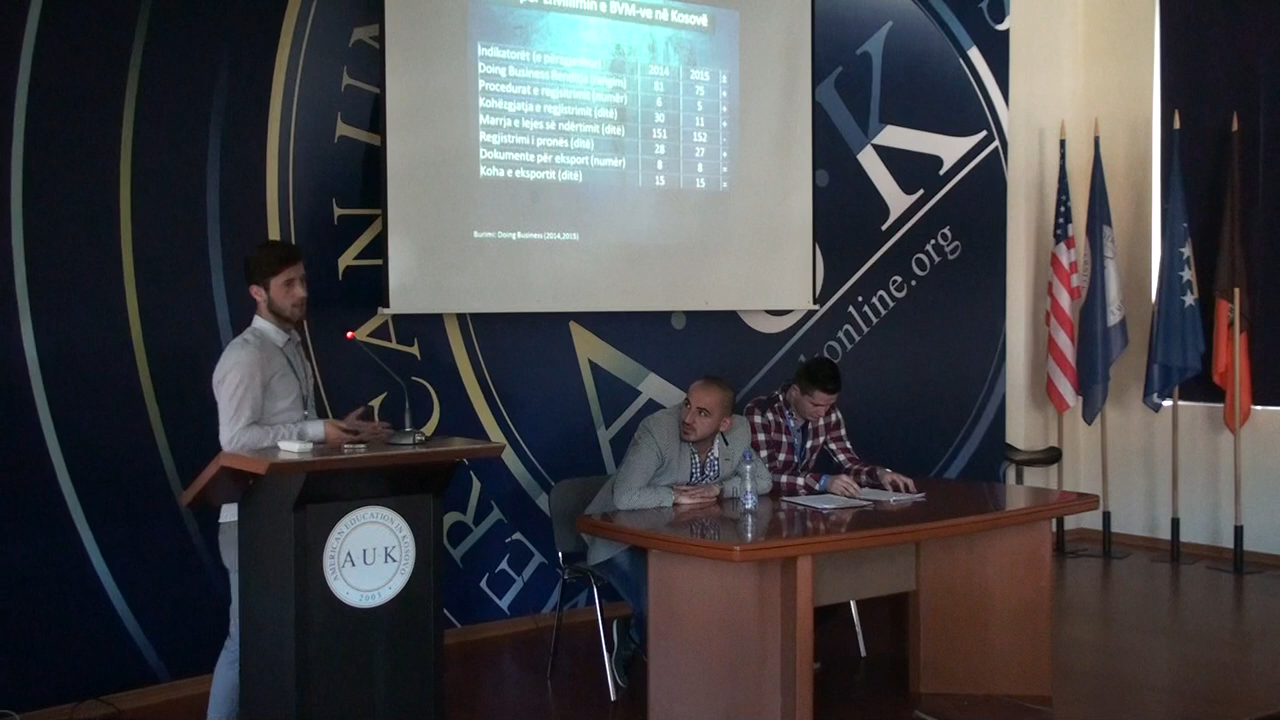 për zhvillimin e BVM-ve në Kosovë
Indikatorët (e përzgjedhur) 2014 2015 ±
Doing Business Renditja 81 75 +
Procedurat e regjistrimit (numër) 6 5 +
Kohëzgjatja e regjistrimit (ditë) 30 11 +
Marrja e lejes së ndërtimit (ditë) 151 152
Regjistrimi i pronës (ditë) 28 27 +
Dokumente për eksport (numër) 8 8 =
Koha e eksportit (ditë) 15 15 =
Burimi: Doing Business (2014,2015)
K
online.org
A
AMERICAN EDUCATION IN KOSOVO
A U K
2003